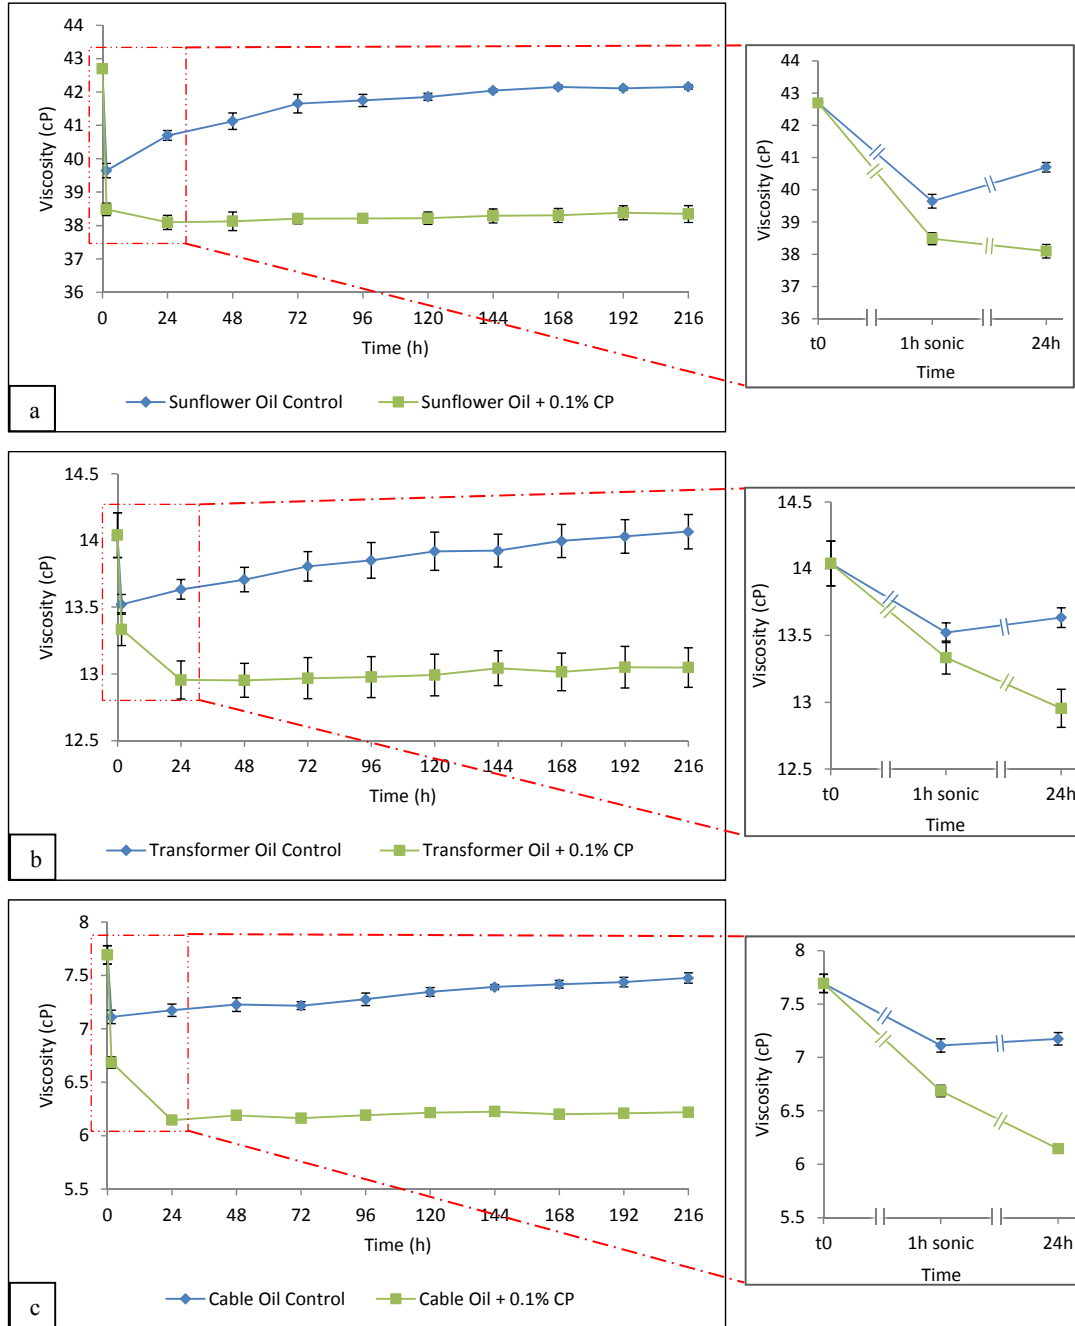 44
43
42
41
40
39
38
37
36
Viscosity (cP)
0 24 48 72 96 120 144 168 192 216
Time (h)
Sunflower Oil Control Sunflower Oil + 0.1% CP
a
44
43
42
41
40
39
38
37
36
Viscosity (cP)
t0 1h sonic 24h
Time
14.5
14
13.5
13
12.5
Viscosity (cP)
0 24 48 72 96 120 144 168 192 216
Time (h)
Transformer Oil Control Transformer Oil + 0.1% CP
b
14.5
14
13.5
13
12.5
Viscosity (cP)
t0 1h sonic 24h
Time
8
7.5
7
6.5
6
5.5
Viscosity (cP)
0 24 48 72 96 120 144 168 192 216
Time (h)
Cable Oil Control Cable Oil + 0.1% CP
c
8
7.5
7
6.5
6
5.5
Viscosity (cP)
t0 1h sonic 24h
Time